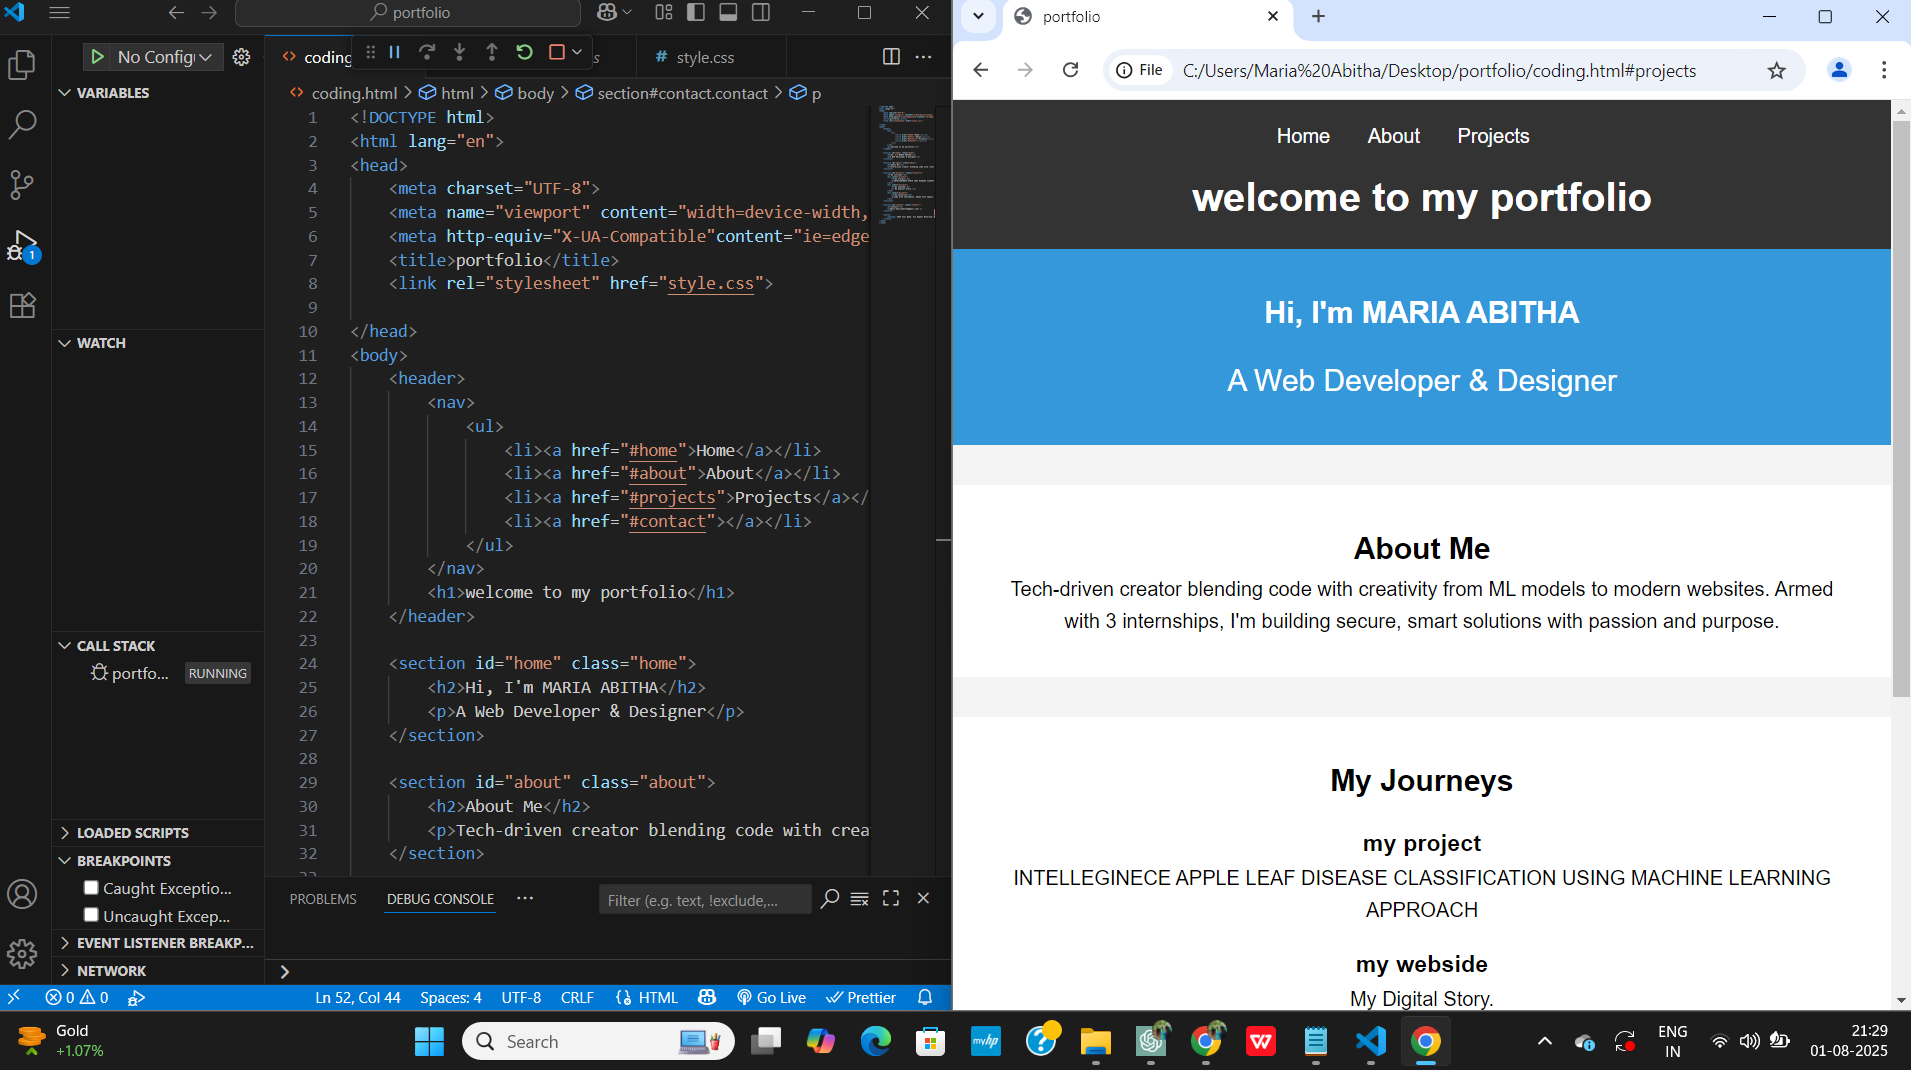 portfolio
No Config
coding
s
# style.css
VARIABLES
coding.html > html > body > section#contact.contact > p
1 <!DOCTYPE html>
2 <html lang="en">
3 <head>
4 <meta charset="UTF-8">
5 <meta name="viewport" content="width=device-width,
6 <meta http-equiv="X-UA-Compatible"content="ie=edge
7 <title>portfolio</title>
8 <link rel="stylesheet" href="style.css">
9
10 </head>
11 <body>
12 <header>
13 <nav>
14 <ul>
15 <li><a href="#home">Home</a></li>
16 <li><a href="#about">About</a></li>
17 <li><a href="#projects">Projects</a></
18 <li><a href="#contact"></a></li>
19 </ul>
20 </nav>
21 <h1>welcome to my portfolio</h1>
22 </header>
23
24 <section id="home" class="home">
25 <h2>Hi, I'm MARIA ABITHA</h2>
26 <p>A Web Developer & Designer</p>
27 </section>
28
29 <section id="about" class="about">
30 <h2>About Me</h2>
31 <p>Tech-driven creator blending code with crea
32 </section>
WATCH
CALL STACK
portfo... RUNNING
LOADED SCRIPTS
BREAKPOINTS
Caught Exceptio...
Uncaught Excep...
EVENT LISTENER BREAKP...
NETWORK
1
PROBLEMS DEBUG CONSOLE ... Filter (e.g. text, !exclude,...
0 0
Ln 52, Col 44 Spaces: 4 UTF-8 CRLF {} HTML Go Live Prettier
portfolio
File C:/Users/Maria%20Abitha/Desktop/portfolio/coding.html#projects
Home About Projects
welcome to my portfolio
Hi, I'm MARIA ABITHA
A Web Developer & Designer
About Me
Tech-driven creator blending code with creativity from ML models to modern websites. Armed
with 3 internships, I'm building secure, smart solutions with passion and purpose.
My Journeys
my project
INTELLEGINECE APPLE LEAF DISEASE CLASSIFICATION USING MACHINE LEARNING
APPROACH
my webside
My Digital Story.
Gold
+1.07%
Search
myhp
ENG
IN
21:29
01-08-2025